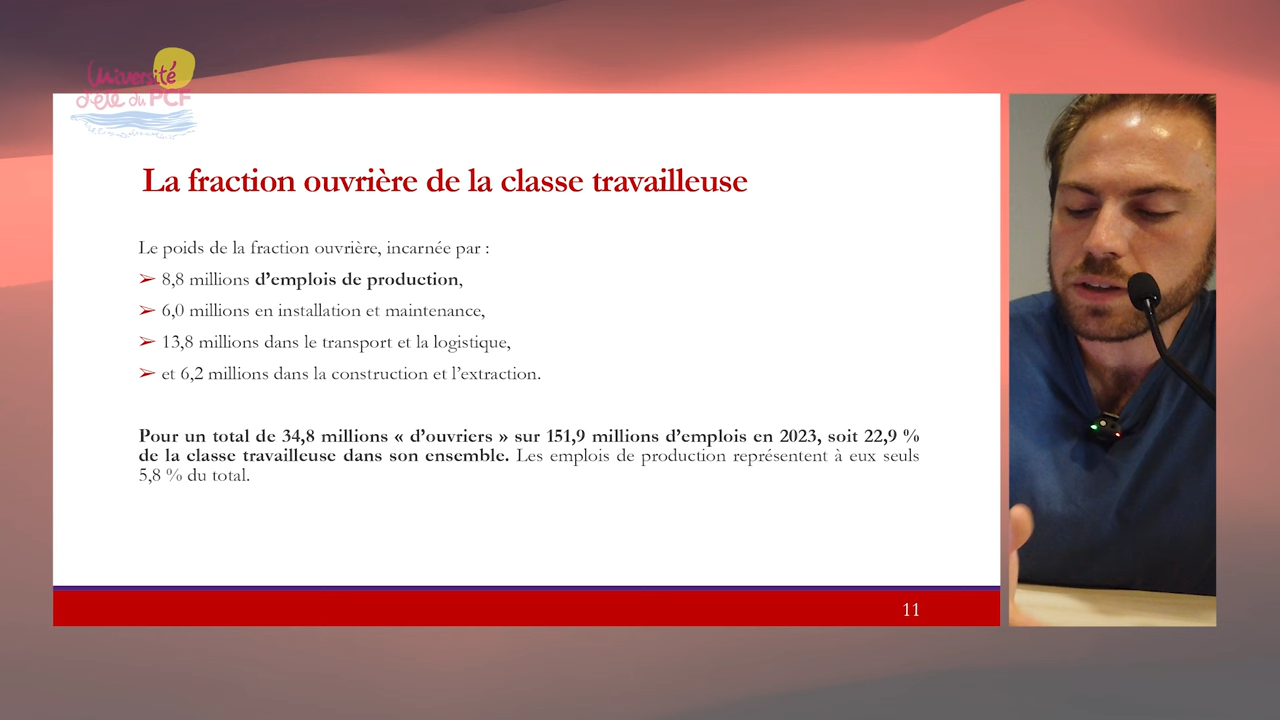 Université
d'été du PCF
La fraction ouvrière de la classe travailleuse
Le poids de la fraction ouvrière, incarnée par :
➢ 8,8 millions d'emplois de production,
➢ 6,0 millions en installation et maintenance,
➢ 13,8 millions dans le transport et la logistique,
➢ et 6,2 millions dans la construction et l'extraction.
Pour un total de 34,8 millions « d'ouvriers » sur 151,9 millions d'emplois en 2023, soit 22,9 %
de la classe travailleuse dans son ensemble. Les emplois de production représentent à eux seuls
5,8 % du total.
11